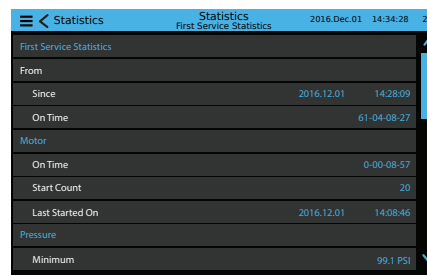 Statistics
Statistics
First Service Statistics
2016.Dec.01 14:34:28
First Service Statistics
From
Since 2016.12.01 14:28:09
On Time 61-04-08-27
Motor
On Time 0-00-08-57
Start Count 20
Last Started On 2016.12.01 14:08:46
Pressure
Minimum 99.1 PSI